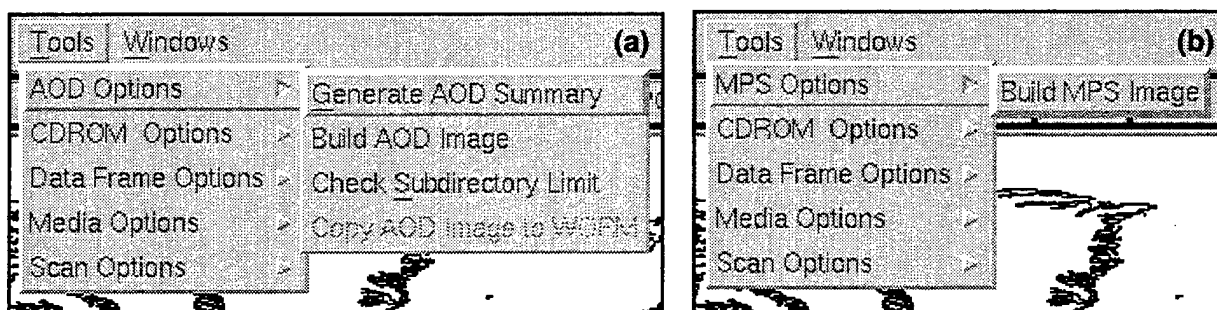 Tools Windows (a)
AOD Options
CDROM Options
Data Frame Options
Media Options
Scan Options
Generate AOD Summary
Build AOD Image
Check Subdirectory Limit
Copy AOD Image to WORM
Tools Windows (b)
MPS Options
CDROM Options
Data Frame Options
Media Options
Scan Options
Build MPS Image